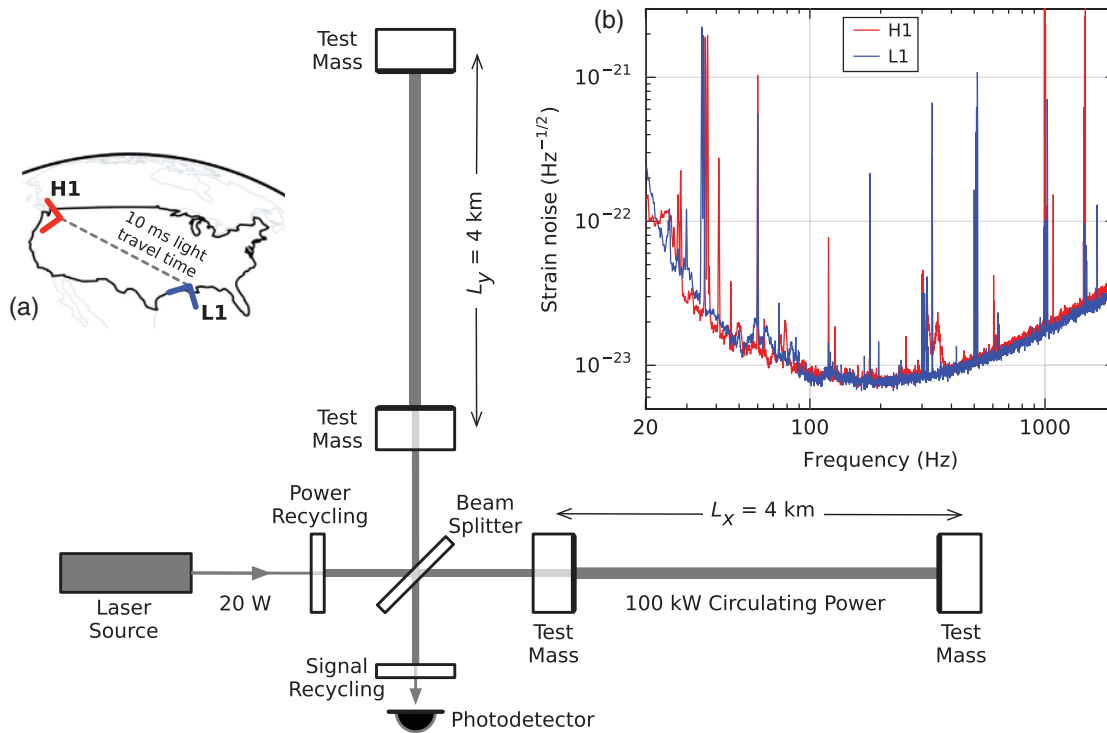 (a)
H1
10 ms light
travel time
L1
Test
Mass
L_y = 4 km
Test
Mass
Power
Recycling
Beam
Splitter
Laser
Source
20 W
L_x = 4 km
100 kW Circulating Power
Test
Mass
Test
Mass
Signal
Recycling
Photodetector
(b)
H1
L1
10⁻²¹
10⁻²²
10⁻²³
Strain noise (Hz⁻¹/²)
20
100
1000
Frequency (Hz)